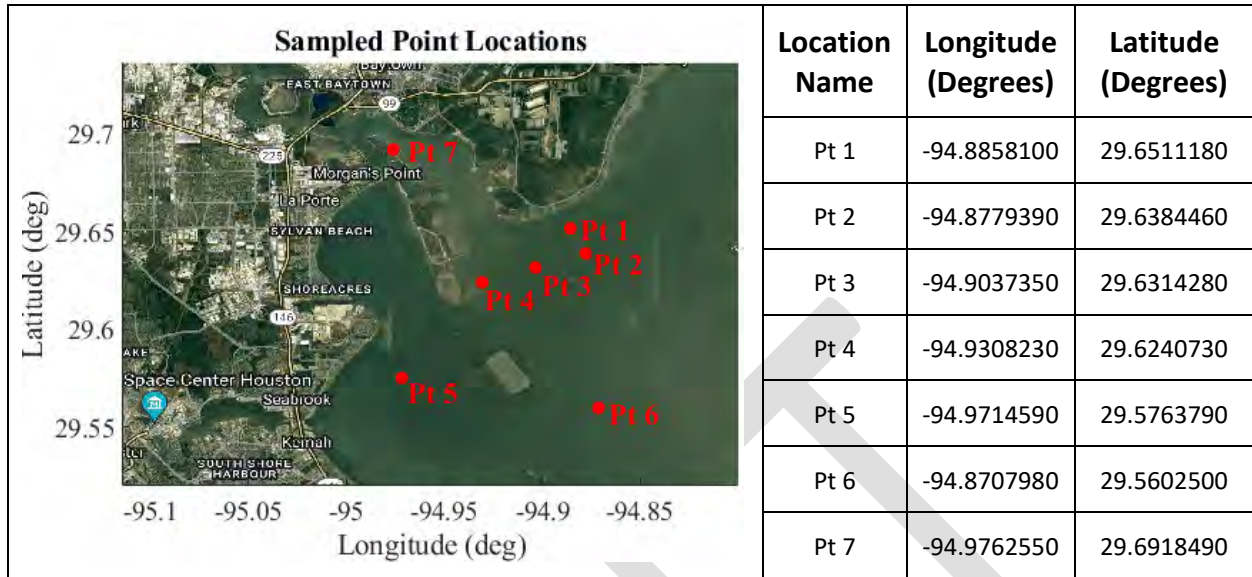 Sampled Point Locations
Baytown
EAST BAYTOWN
99
29.7
225
Pt 7
Morgan's Point
La Porte
29.65
SYLVAN BEACH
Pt 1
Pt 2
Pt 3
Pt 4
SHOREACRES
146
29.6
Space Center Houston
Pt 5
Seabrook
Pt 6
29.55
Kemah
SOUTH SHORE
HARBOUR
-95.1 -95.05 -95 -94.95 -94.9 -94.85
Longitude (deg)
Latitude (deg)
Location Name Longitude (Degrees) Latitude (Degrees)
Pt 1 -94.8858100 29.6511180
Pt 2 -94.8779390 29.6384460
Pt 3 -94.9037350 29.6314280
Pt 4 -94.9308230 29.6240730
Pt 5 -94.9714590 29.5763790
Pt 6 -94.8707980 29.5602500
Pt 7 -94.9762550 29.6918490